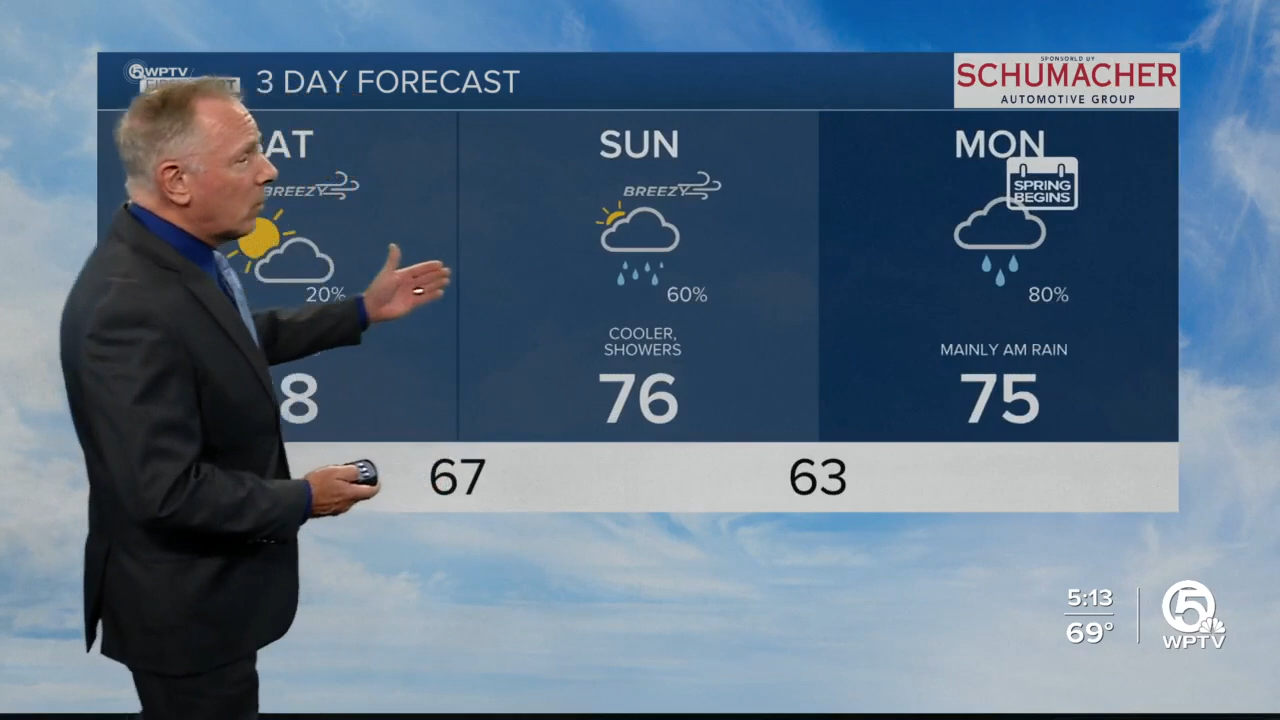 5 WPTV
3 DAY FORECAST
SPONSORED BY
SCHUMACHER
AUTOMOTIVE GROUP
AT
BREEZY
20%
8
SUN
BREEZY
60%
COOLER,
SHOWERS
76
MON
SPRING
BEGINS
80%
MAINLY AM RAIN
75
67
63
5:13
69°
5
WPTV